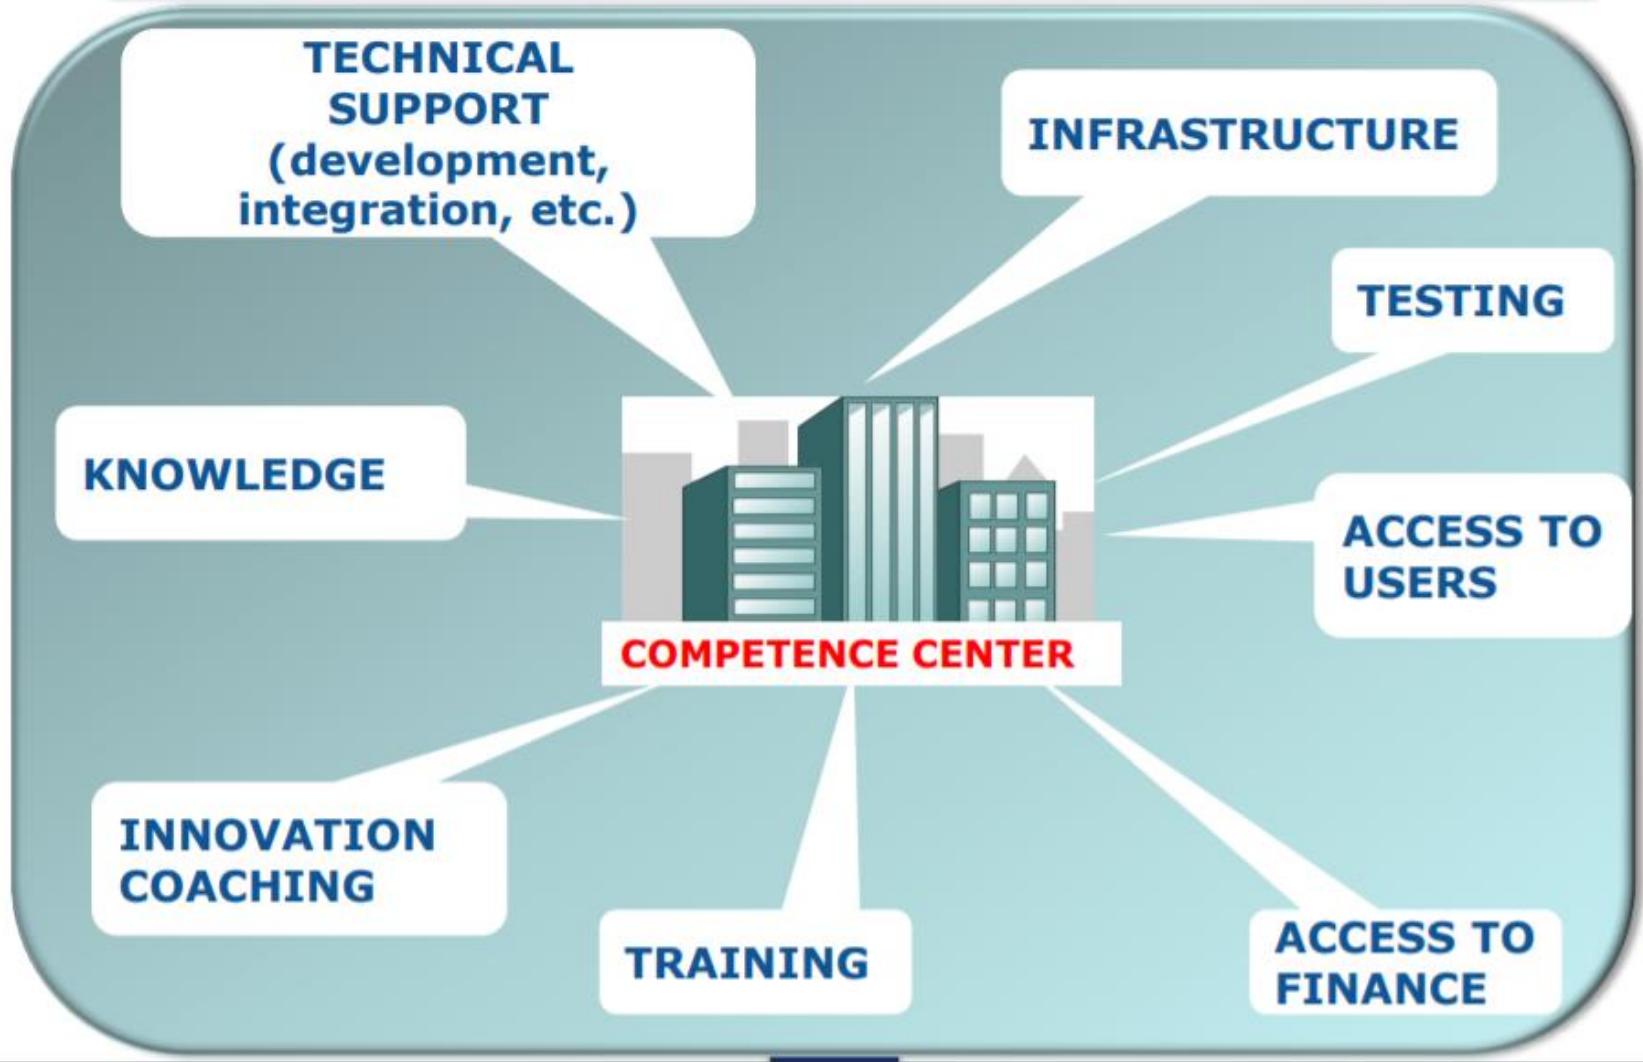 TECHNICAL
SUPPORT
(development,
integration, etc.)
INFRASTRUCTURE
TESTING
KNOWLEDGE
ACCESS TO
USERS
COMPETENCE CENTER
INNOVATION
COACHING
TRAINING
ACCESS TO
FINANCE